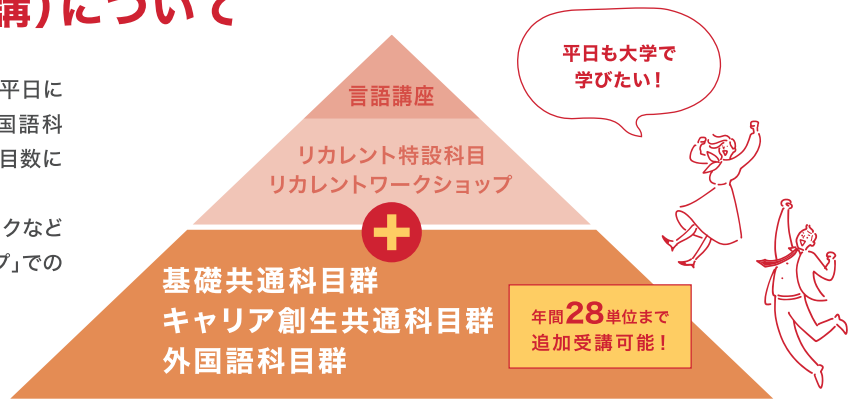 講)について
平日に
国語科
目数に
クなど
プ」での
平日も大学で
学びたい!
言語講座
リカレント特設科目
リカレントワークショップ
+
基礎共通科目群
キャリア創生共通科目群
外国語科目群
年間28単位まで
追加受講可能!